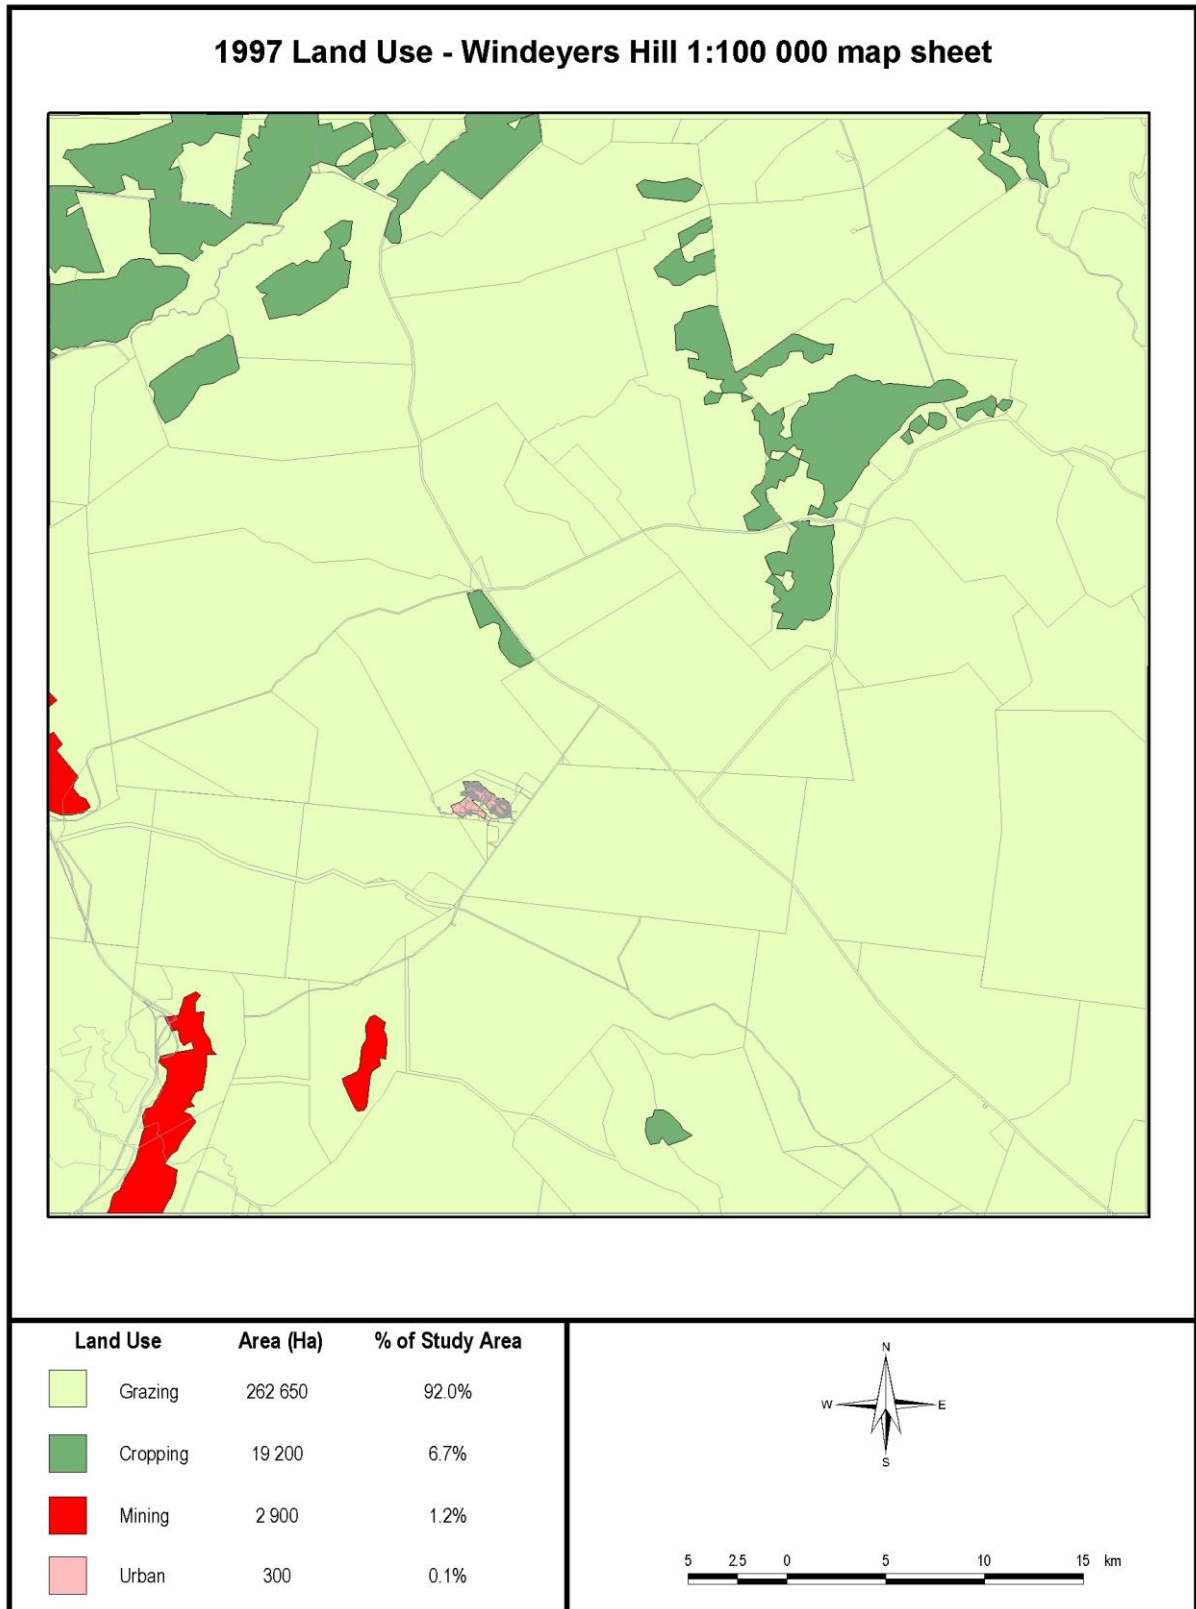 1997 Land Use - Windeyers Hill 1:100 000 map sheet
Land Use Area (Ha) % of Study Area
Grazing 262 650 92.0%
Cropping 19 200 6.7%
Mining 2 900 1.2%
Urban 300 0.1%
N
W E
S
5 2.5 0 5 10 15 km